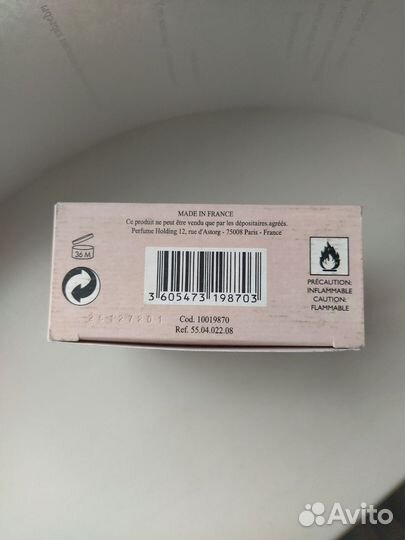 MADE IN FRANCE
Ce produit ne peut être vendu que par les dépositaires agréés.
Perfume Holding 12, rue d'Astorg - 75008 Paris - France
36 M
3 605473 198703
PRÉCAUTION:
INFLAMMABLE
CAUTION:
FLAMMABLE
Cod. 10019870
Ref. 55.04.022.08
Avito